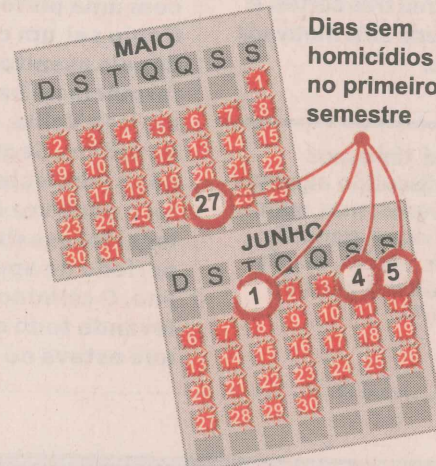 MAIO
D S T Q Q S S
1
2 3 4 5 6 7 8
9 10 11 12 13 14 15
16 17 18 19 20 21 22
23 24 25 26 27 28 29
30 31
Dias sem
homicídios
no primeiro
semestre
JUNHO
D S T Q Q S S
1 2 3 4 5
6 7 8 9 10 11 12
13 14 15 16 17 18 19
20 21 22 23 24 25 26
27 28 29 30